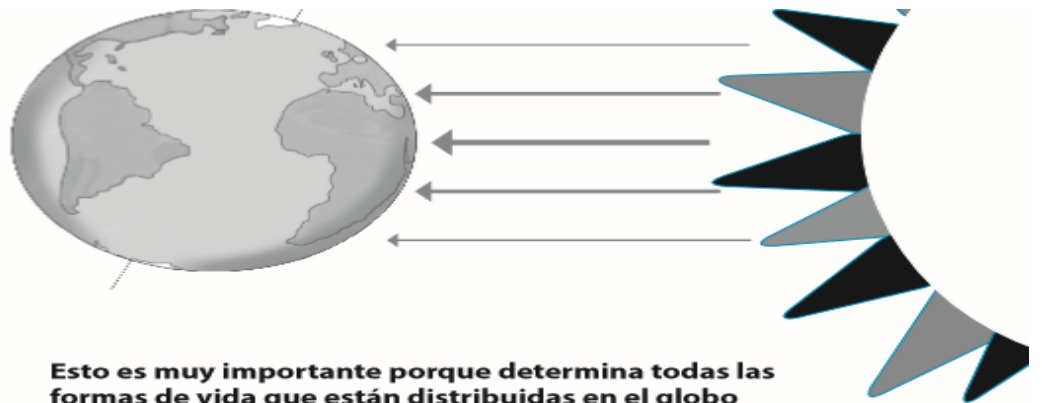 Esto es muy importante porque determina todas las
formas de vida que están distribuidas en el globo